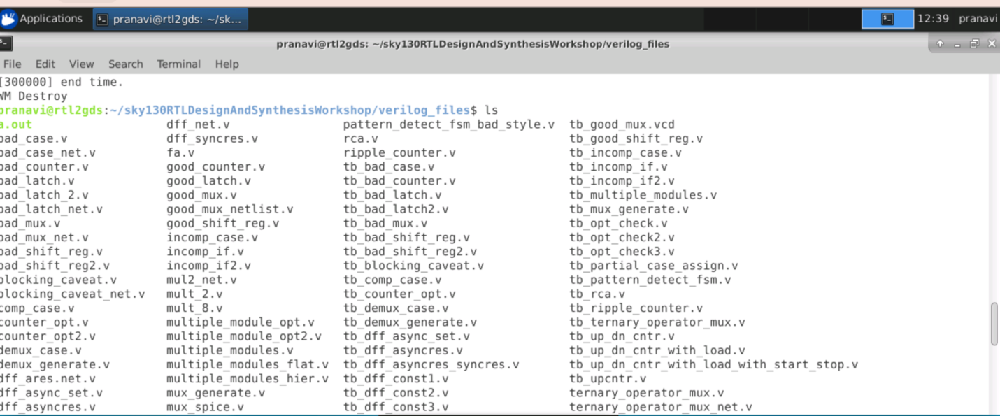 Applications pranavi@rtl2gds: ~/sk... 12:39 pranavi
pranavi@rtl2gds: ~/sky130RTLDesignAndSynthesisWorkshop/verilog_files
File Edit View Search Terminal Help
[300000] end time.
WM Destroy
pranavi@rtl2gds:~/sky130RTLDesignAndSynthesisWorkshop/verilog_files$ ls
a.out dff_net.v pattern_detect_fsm_bad_style.v tb_good_mux.vcd
bad_case.v dff_syncres.v rca.v tb_good_shift_reg.v
bad_case_net.v fa.v ripple_counter.v tb_incomp_case.v
bad_counter.v good_counter.v tb_bad_case.v tb_incomp_if.v
bad_latch.v good_latch.v tb_bad_counter.v tb_incomp_if2.v
bad_latch_2.v good_mux.v tb_bad_latch.v tb_multiple_modules.v
bad_latch_net.v good_mux_netlist.v tb_bad_latch2.v tb_mux_generate.v
bad_mux.v good_shift_reg.v tb_bad_mux.v tb_opt_check.v
bad_mux_net.v incomp_case.v tb_bad_shift_reg.v tb_opt_check2.v
bad_shift_reg.v incomp_if.v tb_bad_shift_reg2.v tb_opt_check3.v
bad_shift_reg2.v incomp_if2.v tb_blocking_caveat.v tb_partial_case_assign.v
blocking_caveat.v mul2_net.v tb_comp_case.v tb_pattern_detect_fsm.v
blocking_caveat_net.v mult_2.v tb_counter_opt.v tb_rca.v
comp_case.v mult_8.v tb_demux_case.v tb_ripple_counter.v
counter_opt.v multiple_module_opt.v tb_demux_generate.v tb_ternary_operator_mux.v
counter_opt2.v multiple_module_opt2.v tb_dff_async_set.v tb_up_dn_cntr.v
demux_case.v multiple_modules.v tb_dff_asyncres.v tb_up_dn_cntr_with_load.v
demux_generate.v multiple_modules_flat.v tb_dff_asyncres_syncres.v tb_up_dn_cntr_with_load_with_start_stop.v
dff_ares.net.v multiple_modules_hier.v tb_dff_const1.v tb_upcntr.v
dff_async_set.v mux_generate.v tb_dff_const2.v ternary_operator_mux.v
dff_asyncres.v mux_spice.v tb_dff_const3.v ternary_operator_mux_net.v